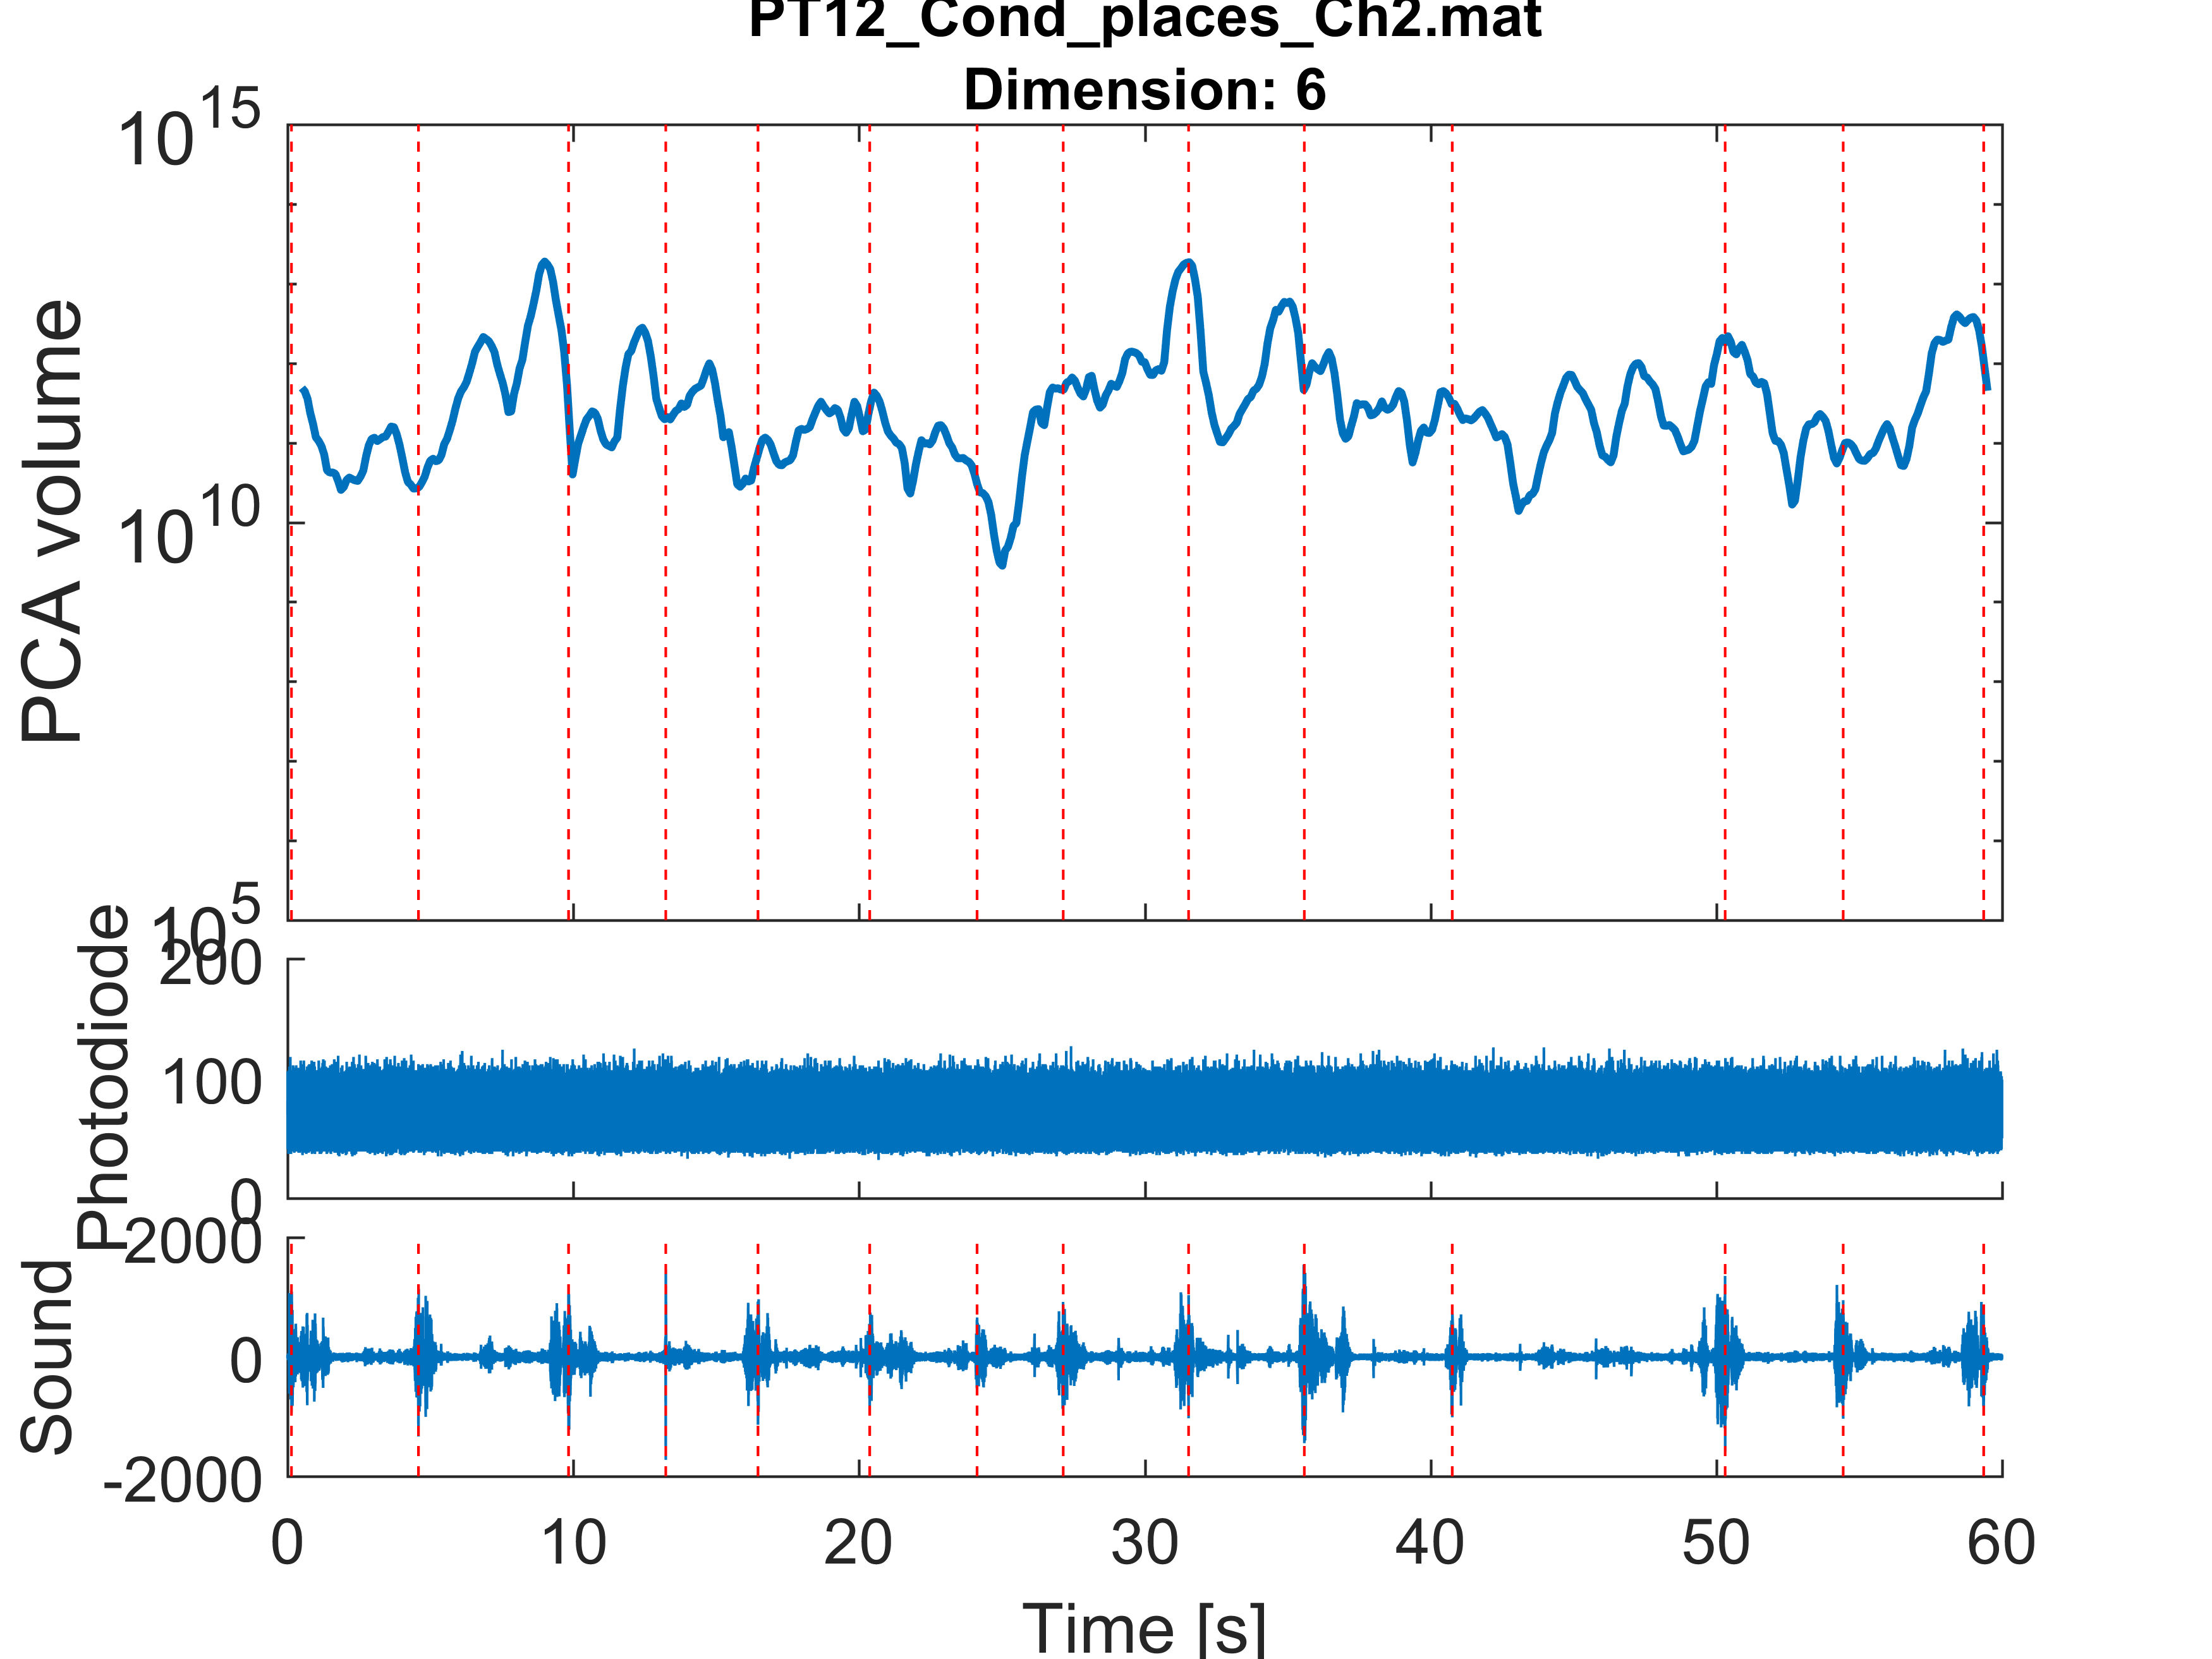 PT12_Cond_places_Ch2.mat
Dimension: 6
10^15
10^10
10^5
PCA volume
200
100
0
Photodiode
2000
0
-2000
Sound
0 10 20 30 40 50 60
Time [s]